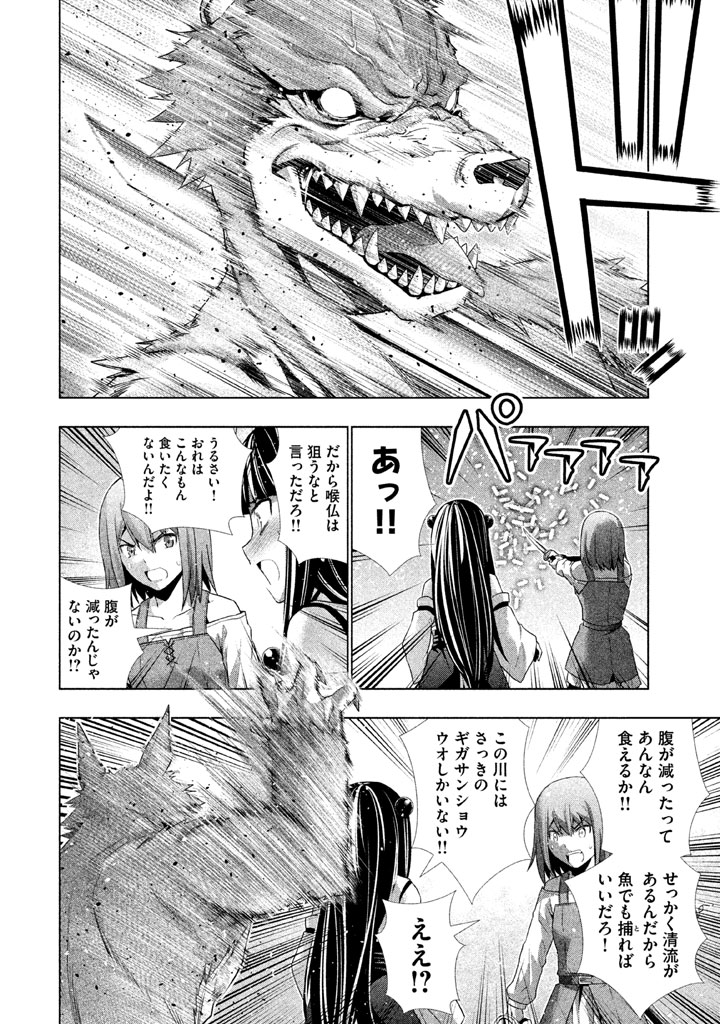 ドドドド
パァアアア
あっ!!
だから喉仏は
狙うなと
言っただろ!!
うるさい!
おれは
こんなもん
食いたく
ないんだよ!!
腹が
減ったんじゃ
ないのか!?
腹が減ったって
あんなん
食えるか!!
せっかく清流が
あるんだから
魚でも捕れば
と
いいだろ!
この川には
さっきの
ギガサンショウ
ウオしかいない!!
ええ!?